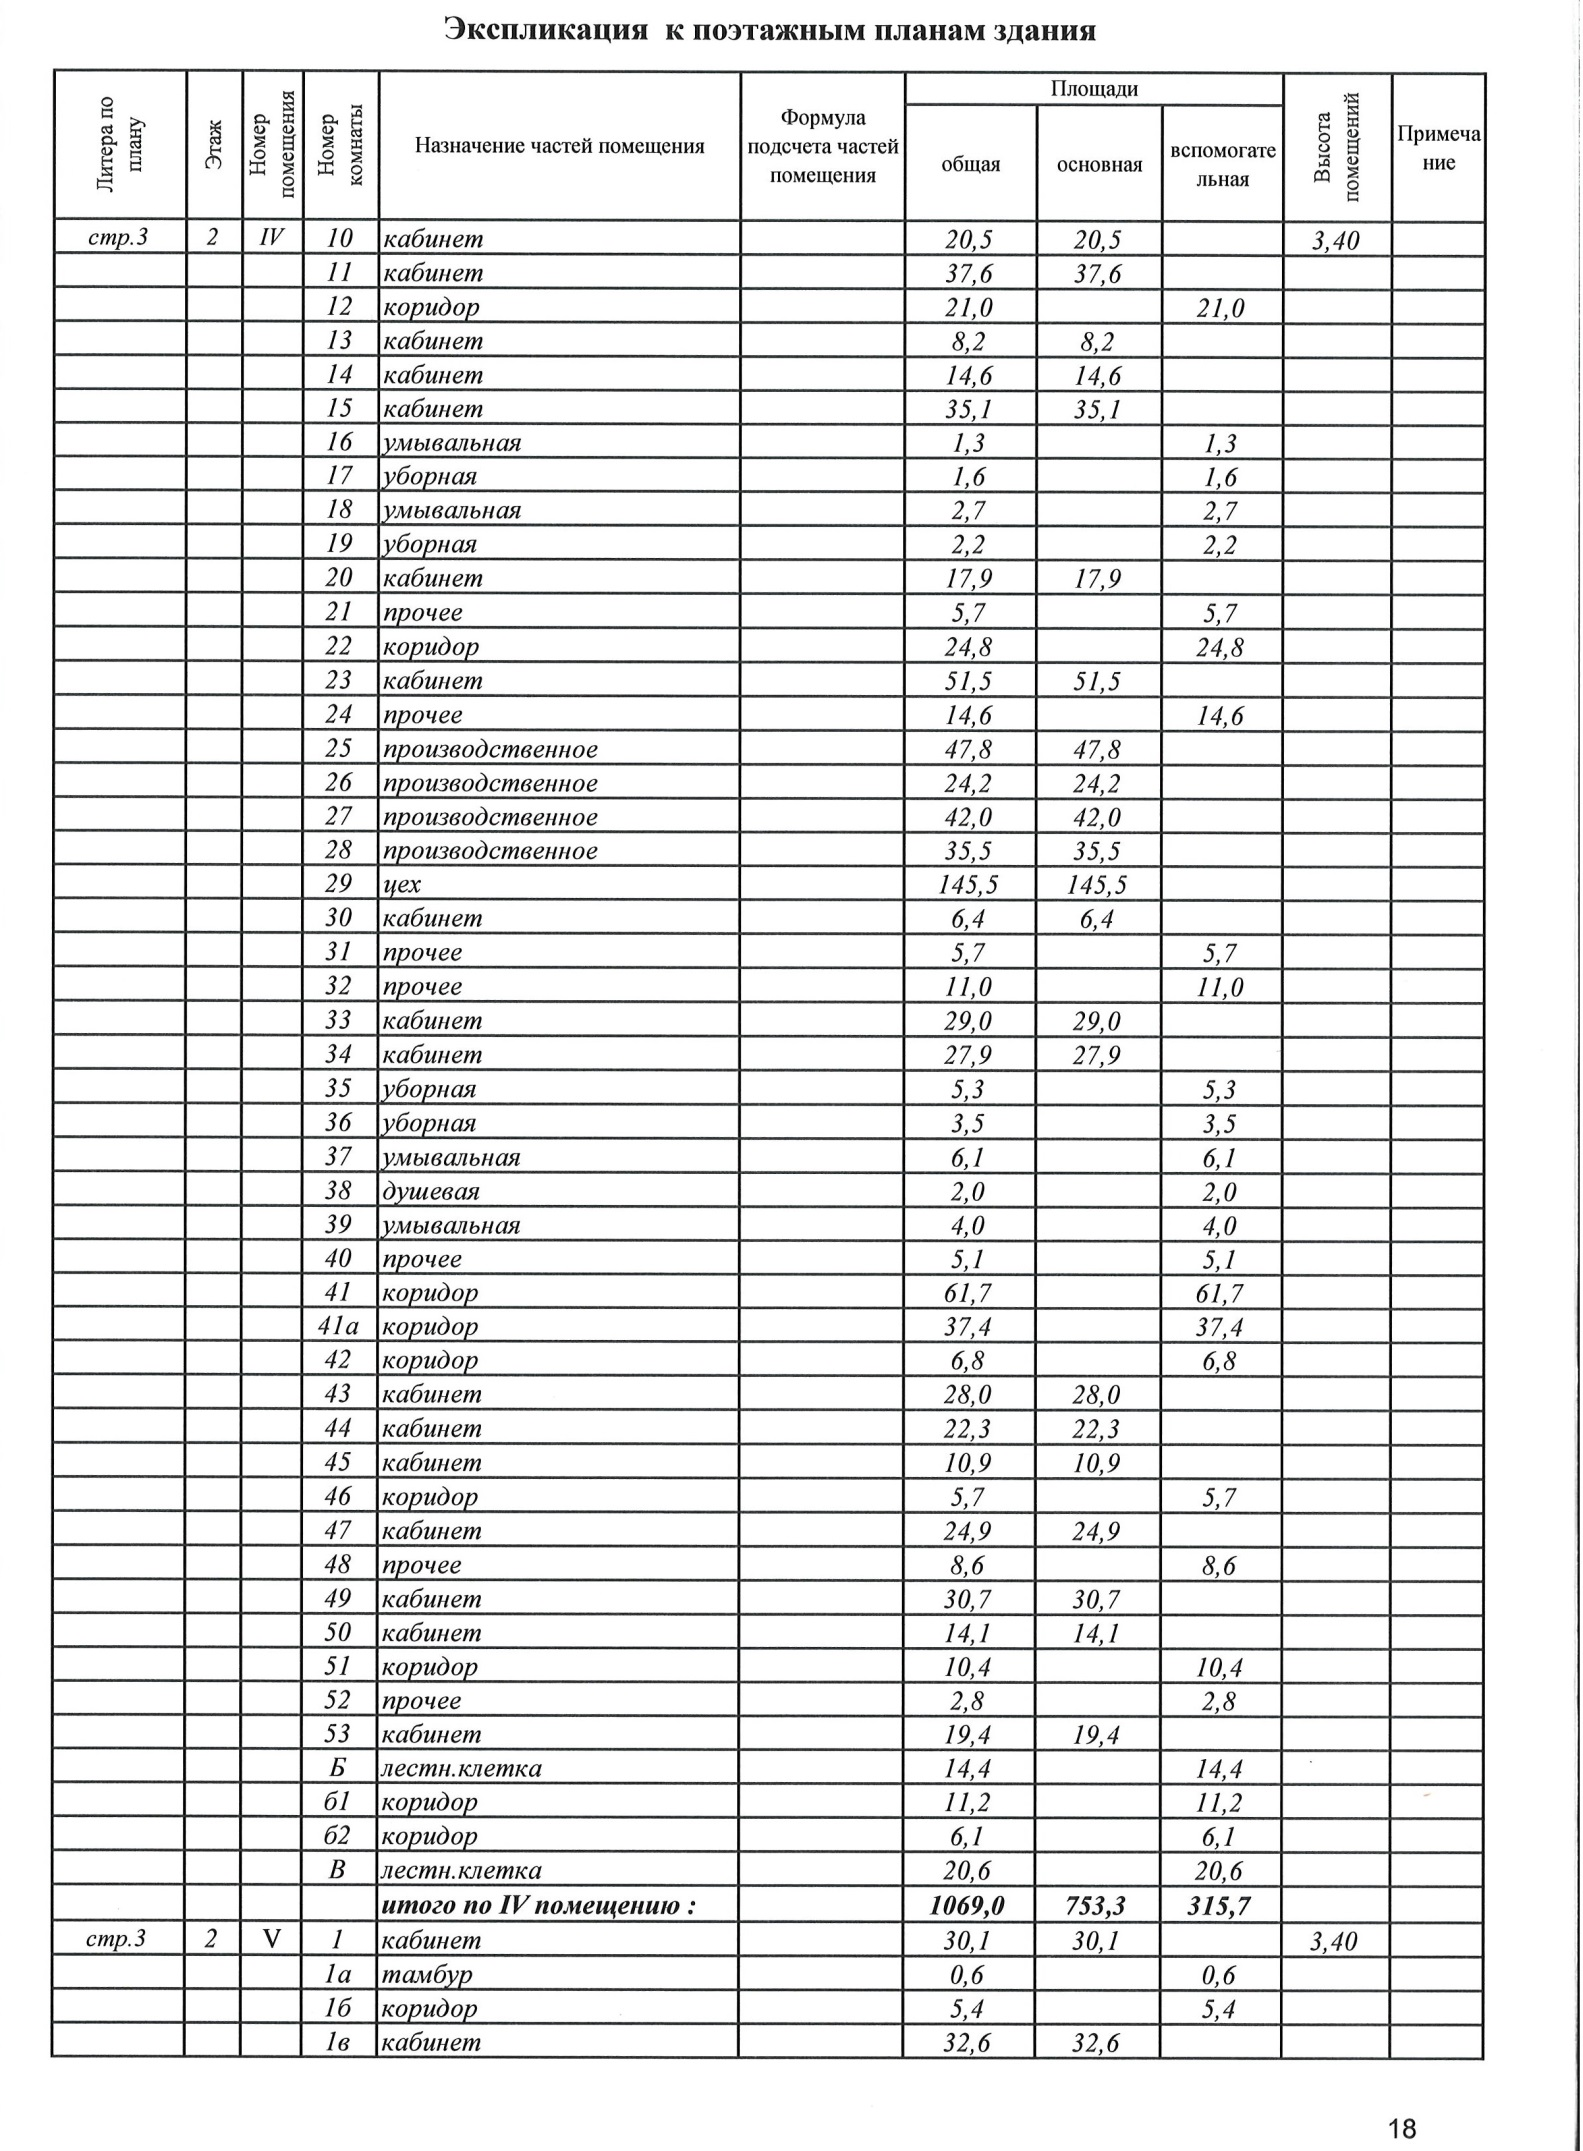 Экспликация к поэтажным планам здания
Литера по плану Этаж Номер помещения Номер комнаты Назначение частей помещения Формула подсчета частей помещения Площади Высота помещений Примеча ние
общая основная вспомогате льная
стр.3 2 IV 10 кабинет 20,5 20,5 3,40
11 кабинет 37,6 37,6
12 коридор 21,0 21,0
13 кабинет 8,2 8,2
14 кабинет 14,6 14,6
15 кабинет 35,1 35,1
16 умывальная 1,3 1,3
17 уборная 1,6 1,6
18 умывальная 2,7 2,7
19 уборная 2,2 2,2
20 кабинет 17,9 17,9
21 прочее 5,7 5,7
22 коридор 24,8 24,8
23 кабинет 51,5 51,5
24 прочее 14,6 14,6
25 производственное 47,8 47,8
26 производственное 24,2 24,2
27 производственное 42,0 42,0
28 производственное 35,5 35,5
29 цех 145,5 145,5
30 кабинет 6,4 6,4
31 прочее 5,7 5,7
32 прочее 11,0 11,0
33 кабинет 29,0 29,0
34 кабинет 27,9 27,9
35 уборная 5,3 5,3
36 уборная 3,5 3,5
37 умывальная 6,1 6,1
38 душевая 2,0 2,0
39 умывальная 4,0 4,0
40 прочее 5,1 5,1
41 коридор 61,7 61,7
41а коридор 37,4 37,4
42 коридор 6,8 6,8
43 кабинет 28,0 28,0
44 кабинет 22,3 22,3
45 кабинет 10,9 10,9
46 коридор 5,7 5,7
47 кабинет 24,9 24,9
48 прочее 8,6 8,6
49 кабинет 30,7 30,7
50 кабинет 14,1 14,1
51 коридор 10,4 10,4
52 прочее 2,8 2,8
53 кабинет 19,4 19,4
Б лестн.клетка 14,4 14,4
б1 коридор 11,2 11,2
б2 коридор 6,1 6,1
В лестн.клетка 20,6 20,6
итого по IV помещению : 1069,0 753,3 315,7
стр.3 2 V 1 кабинет 30,1 30,1 3,40
1а тамбур 0,6 0,6
1б коридор 5,4 5,4
1в кабинет 32,6 32,6
18